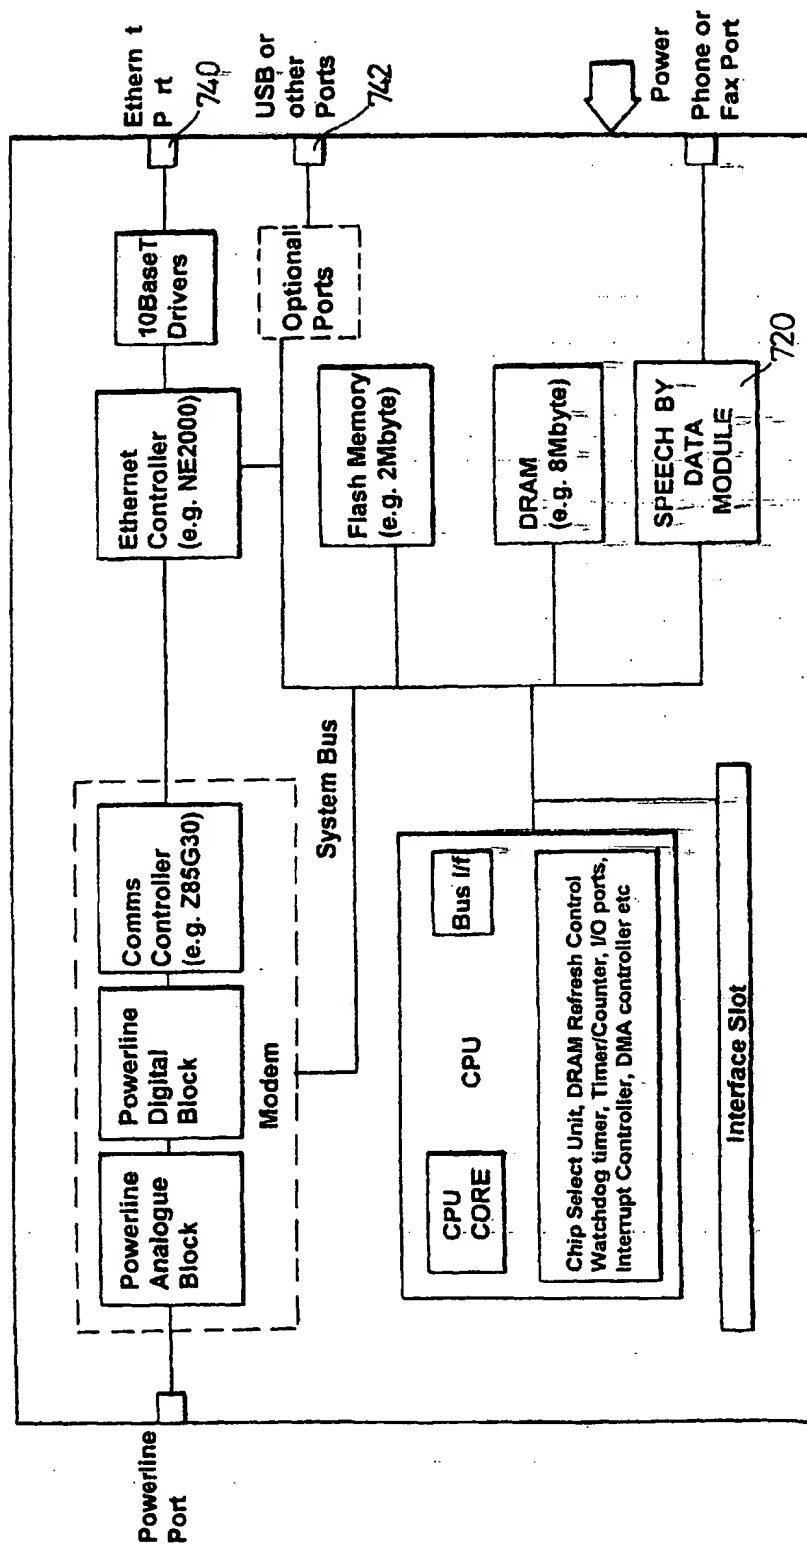 Powerline
Port
Powerline
Analogue
Block
Powerline
Digital
Block
Comms
Controller
(e.g. Z85G30)
Modem
Ethernet
Controller
(e.g. NE2000)
10BaseT
Drivers
Ethern t
P rt
740
USB or
other
Ports
742
Optional
Ports
System Bus
Flash Memory
(e.g. 2Mbyte)
DRAM
(e.g. 8Mbyte)
SPEECH BY
DATA
MODULE
720
Power
Phone or
Fax Port
CPU
CORE
CPU
Bus I/f
Chip Select Unit, DRAM Refresh Control
Watchdog timer, Timer/Counter, I/O ports,
Interrupt Controller, DMA controller etc
Interface Slot